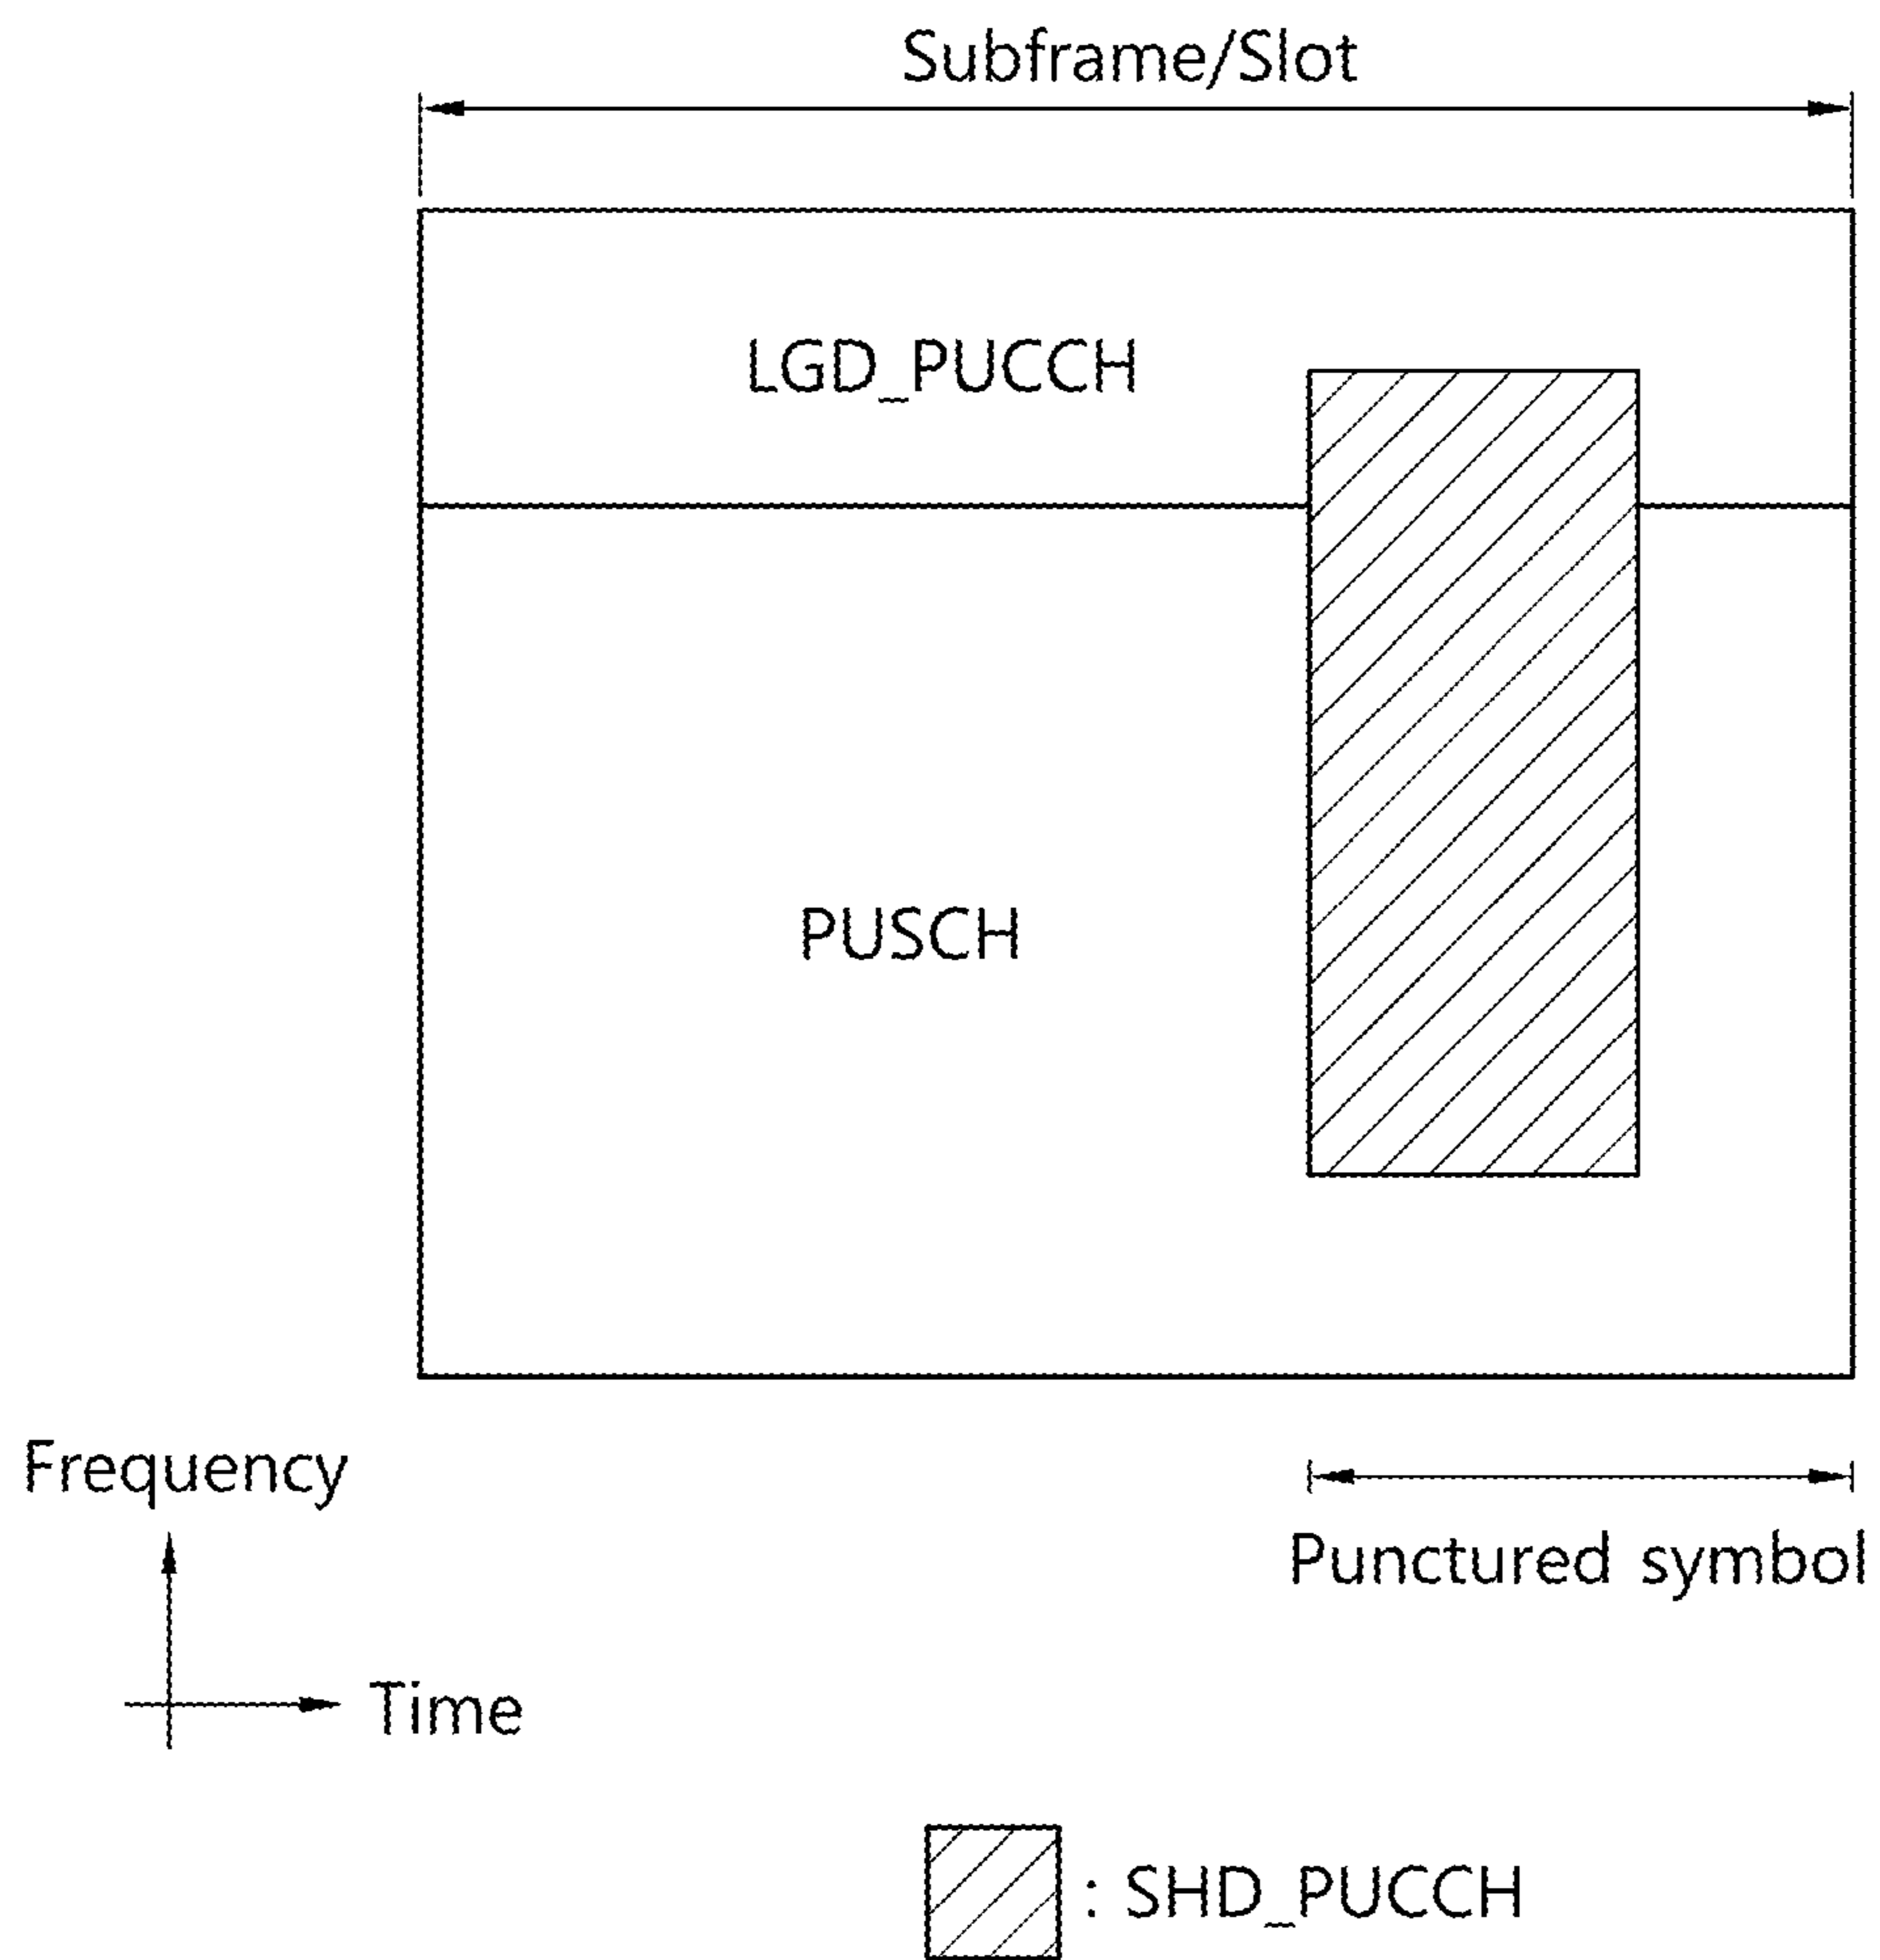 Subframe/Slot
LGD_PUCCH
PUSCH
Frequency
Punctured symbol
Time
: SHD_PUCCH